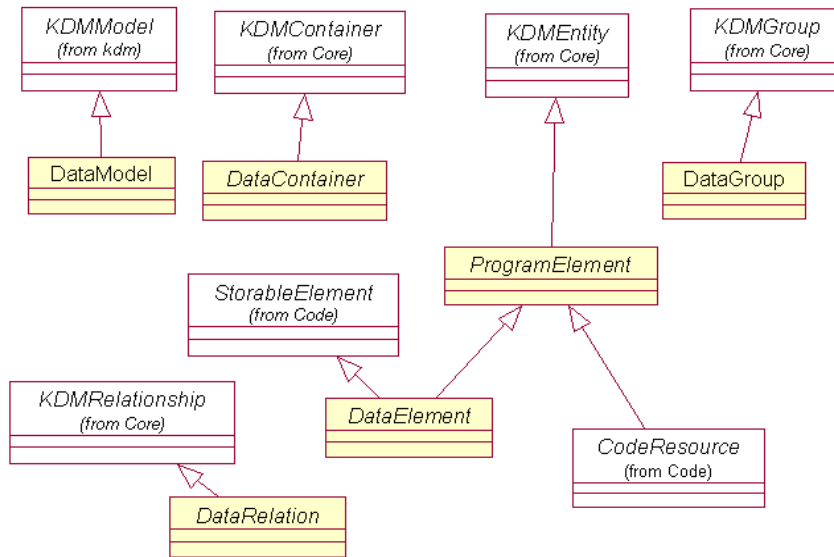 KDMModel
(from kdm)
KDMContainer
(from Core)
KDMEntity
(from Core)
KDMGroup
(from Core)
DataModel
DataContainer
DataGroup
ProgramElement
StorableElement
(from Code)
KDMRelationship
(from Core)
DataElement
CodeResource
(from Code)
DataRelation